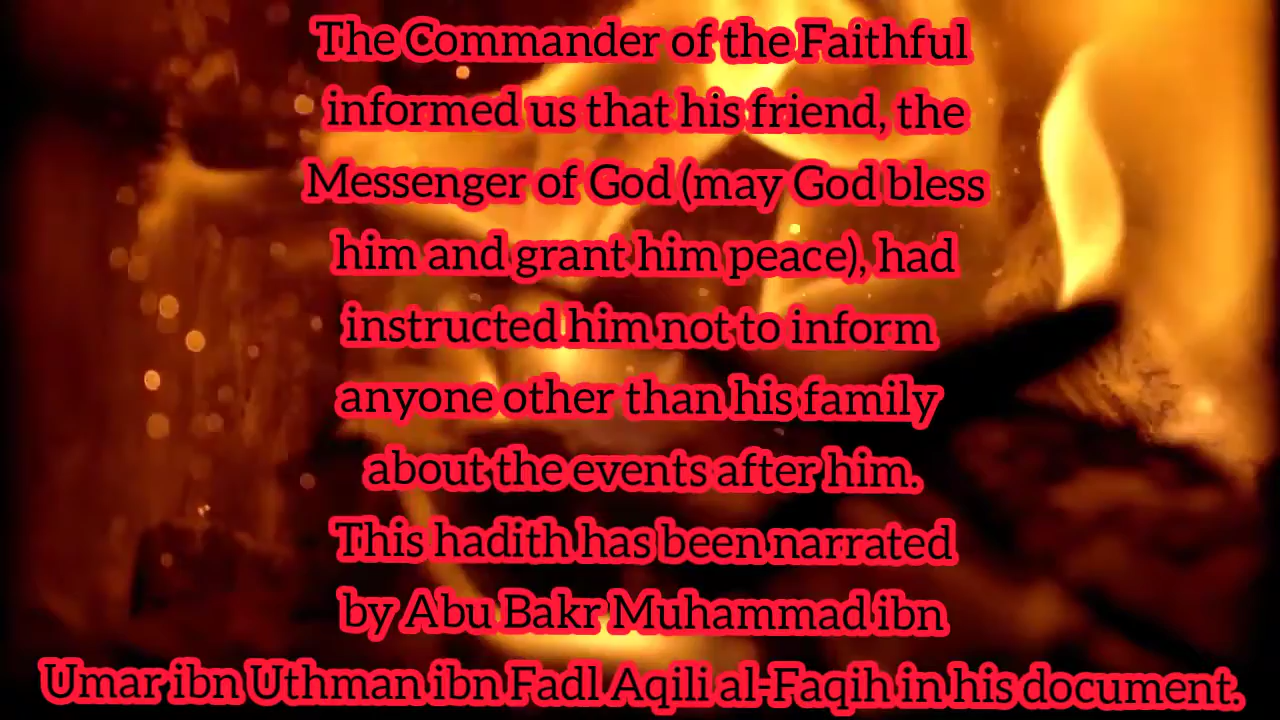 The Commander of the Faithful
informed us that his friend, the
Messenger of God (may God bless
him and grant him peace), had
instructed him not to inform
anyone other than his family
about the events after him.
This hadith has been narrated
by Abu Bakr Muhammad ibn
Umar ibn Uthman ibn Fadl Aqili al-Faqih in his document.